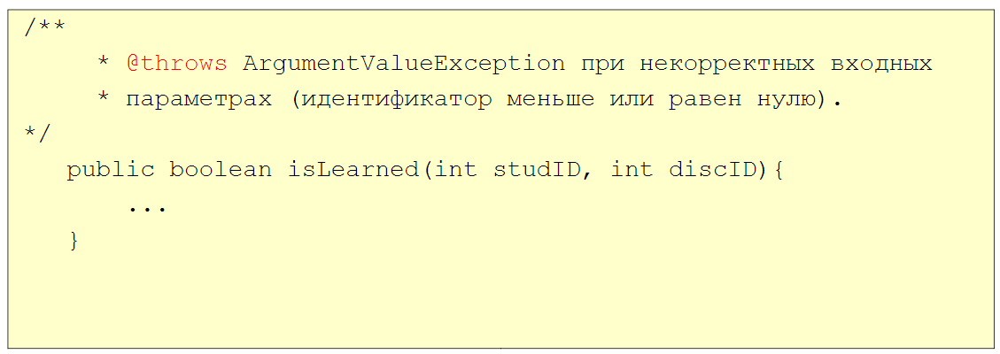 /**
* @throws ArgumentValueException при некорректных входных
* параметрах (идентификатор меньше или равен нулю).
*/
public boolean isLearned(int studID, int discID){
...
}